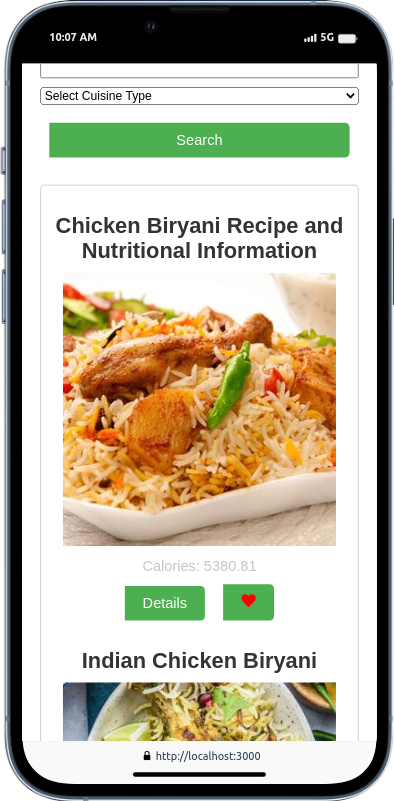 10:07 AM
5G
Select Cuisine Type
Search
Chicken Biryani Recipe and
Nutritional Information
Calories: 5380.81
Details
Indian Chicken Biryani
http://localhost:3000